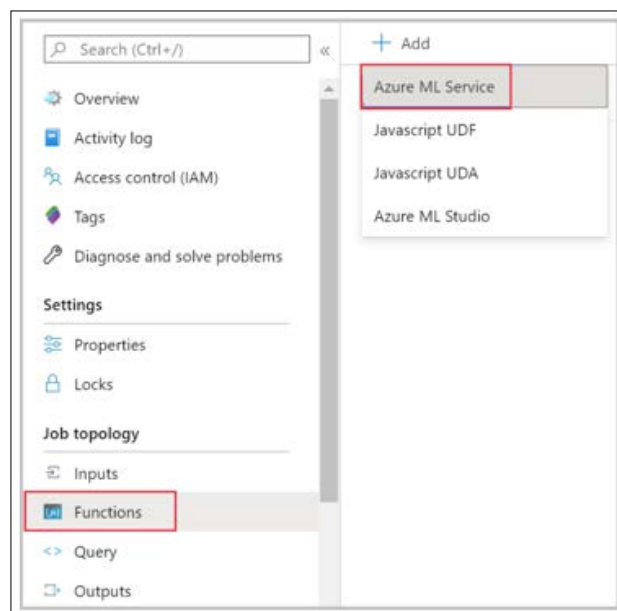 Search (Ctrl+/)
«
+ Add
Overview
Activity log
Access control (IAM)
Tags
Diagnose and solve problems
Settings
Properties
Locks
Job topology
Inputs
Functions
<> Query
Outputs
Azure ML Service
Javascript UDF
Javascript UDA
Azure ML Studio